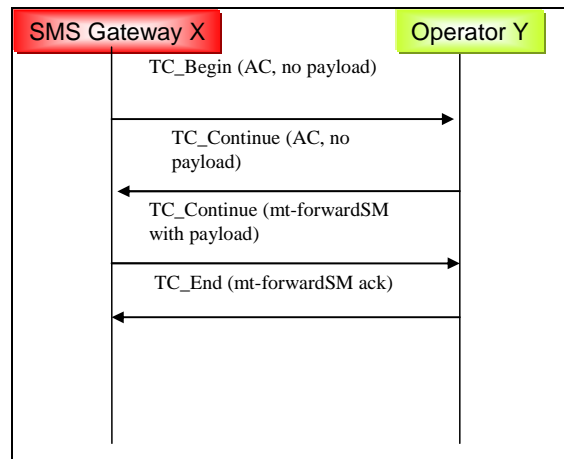 SMS Gateway X
Operator Y
TC_Begin (AC, no payload)
TC_Continue (AC, no
payload)
TC_Continue (mt-forwardSM
with payload)
TC_End (mt-forwardSM ack)